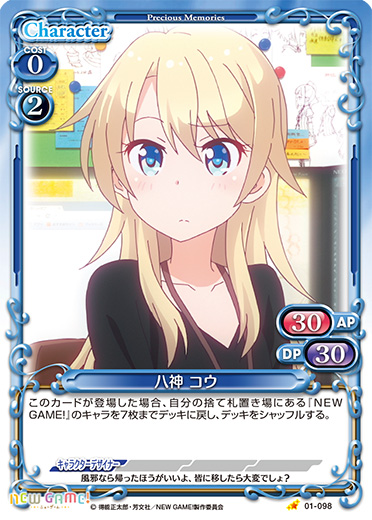 Precious Memories
Character
COST
0
SOURCE
2
30 AP
DP 30
八神 コウ
このカードが登場した場合、自分の捨て札置き場にある『NEW
GAME!』のキャラを7枚までデッキに戻し、デッキをシャッフルする。
キャラクターデザイナー
風邪なら帰ったほうがいいよ、皆に移したら大変でしょ?
NEW GAME!
© 得能正太郎・芳文社/NEW GAME!製作委員会
01-098